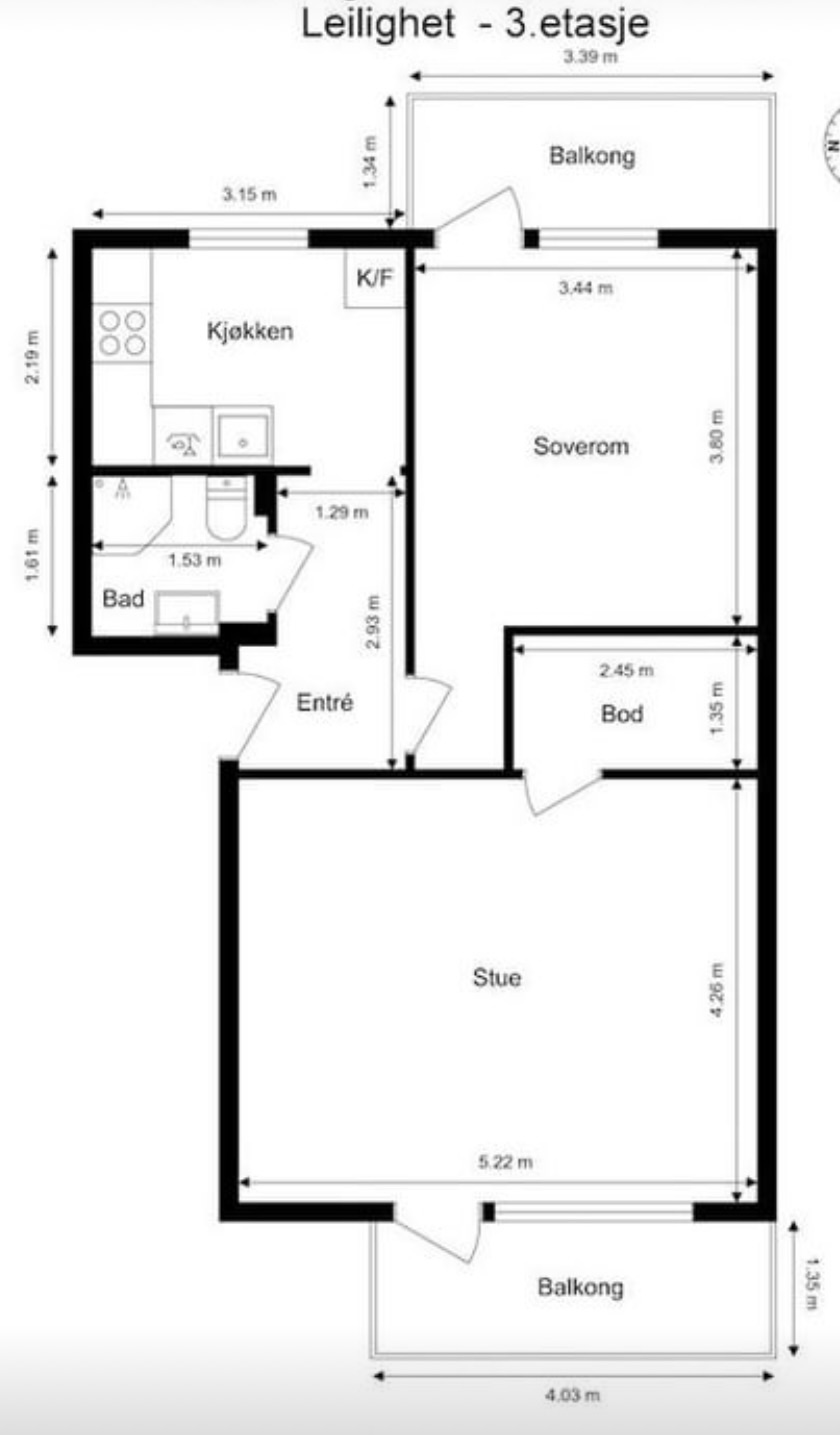 Leilighet - 3.etasje
3.39 m
1.34 m
Balkong
N
3.15 m
K/F
3.44 m
Kjøkken
2.19 m
Soverom
3.80 m
1.29 m
1.53 m
1.61 m
Bad
2.93 m
2.45 m
Entré
Bod
1.35 m
Stue
4.26 m
5.22 m
Balkong
1.35 m
4.03 m